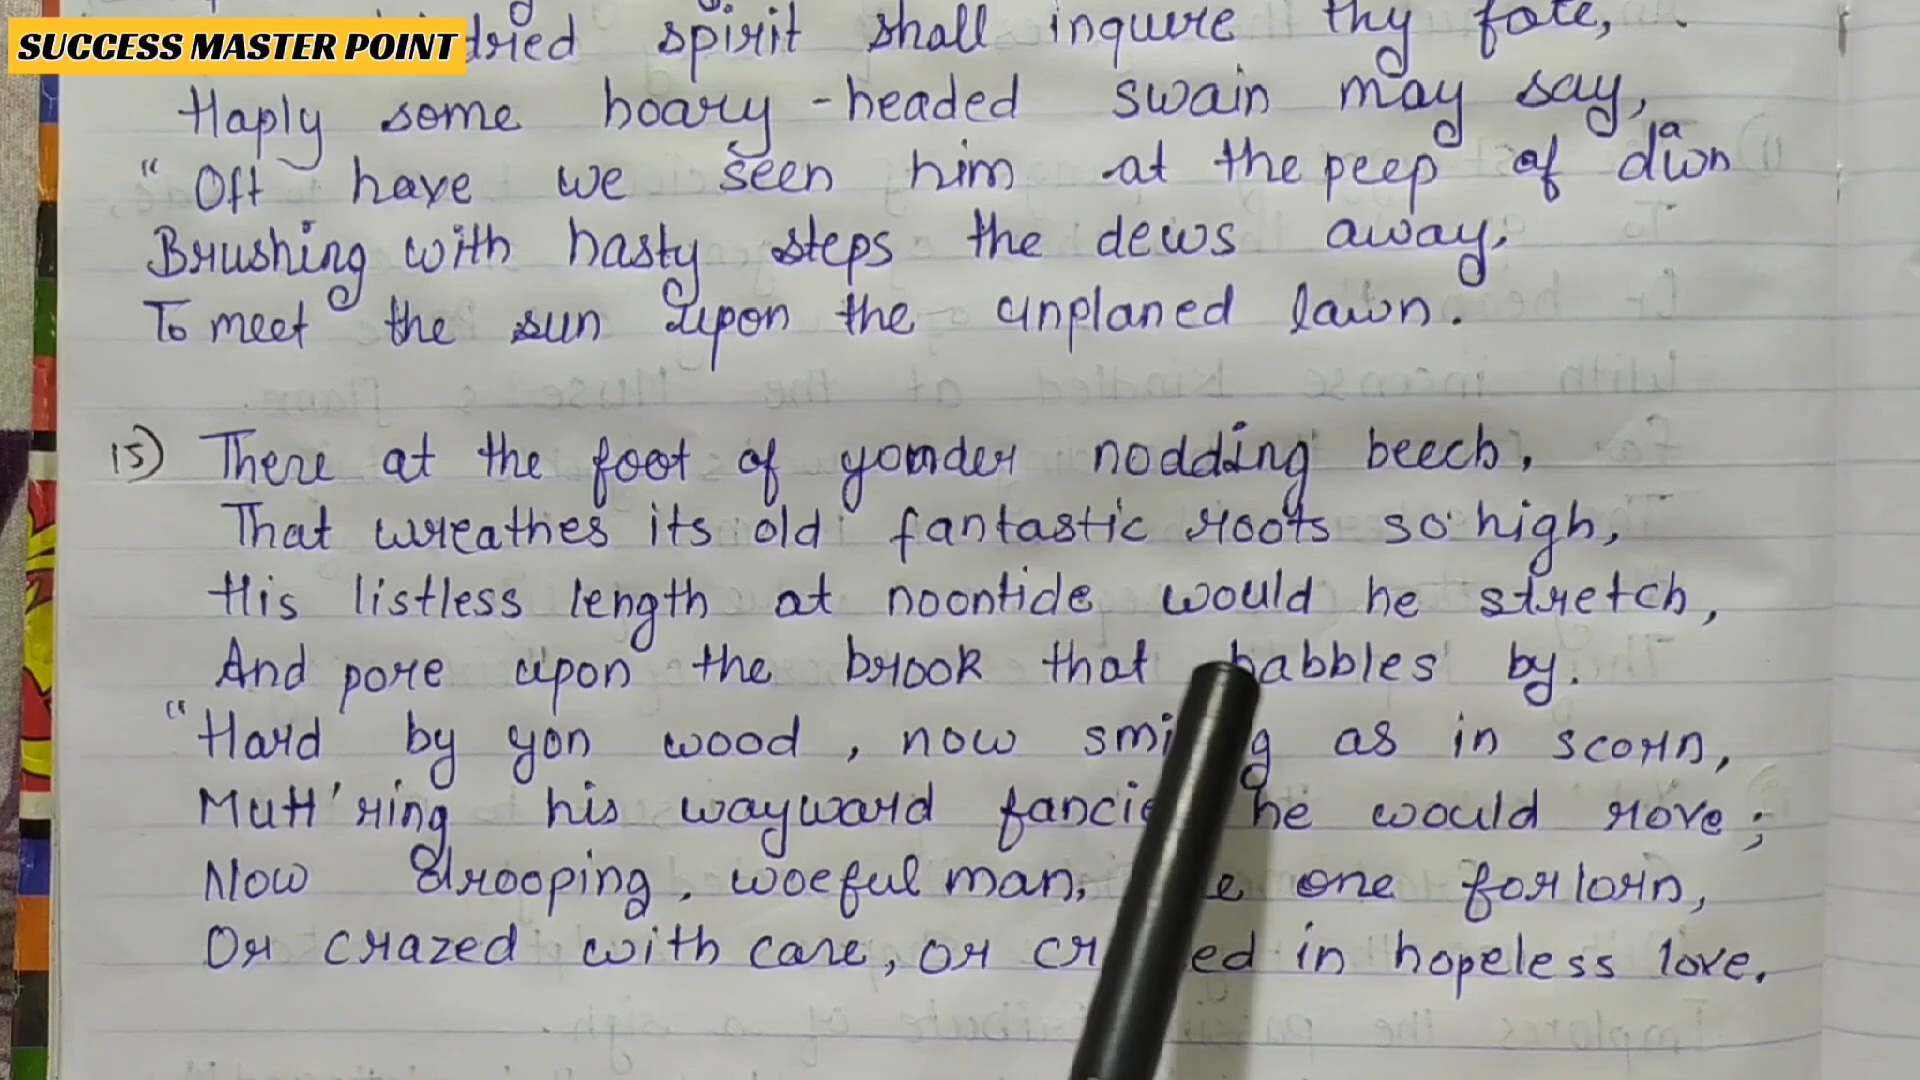 SUCCESS MASTER POINT
spirit shall inquire thy fate,
Haply some hoary-headed swain may say,
"Oft have we seen him at the peep of dawn
Brushing with hasty steps the dews away,
To meet the sun upon the unplaned lawn.
15) There at the foot of yonder nodding beech,
That wreathes its old fantastic roots so high,
His listless length at noontide would he stretch,
And pore upon the brook that babbles by.
"Hard by yon wood, now as in scorn,
Mutt'ring his wayward he would rove;
Now drooping, woeful man, one forlorn,
Or crazed with care, or in hopeless love.